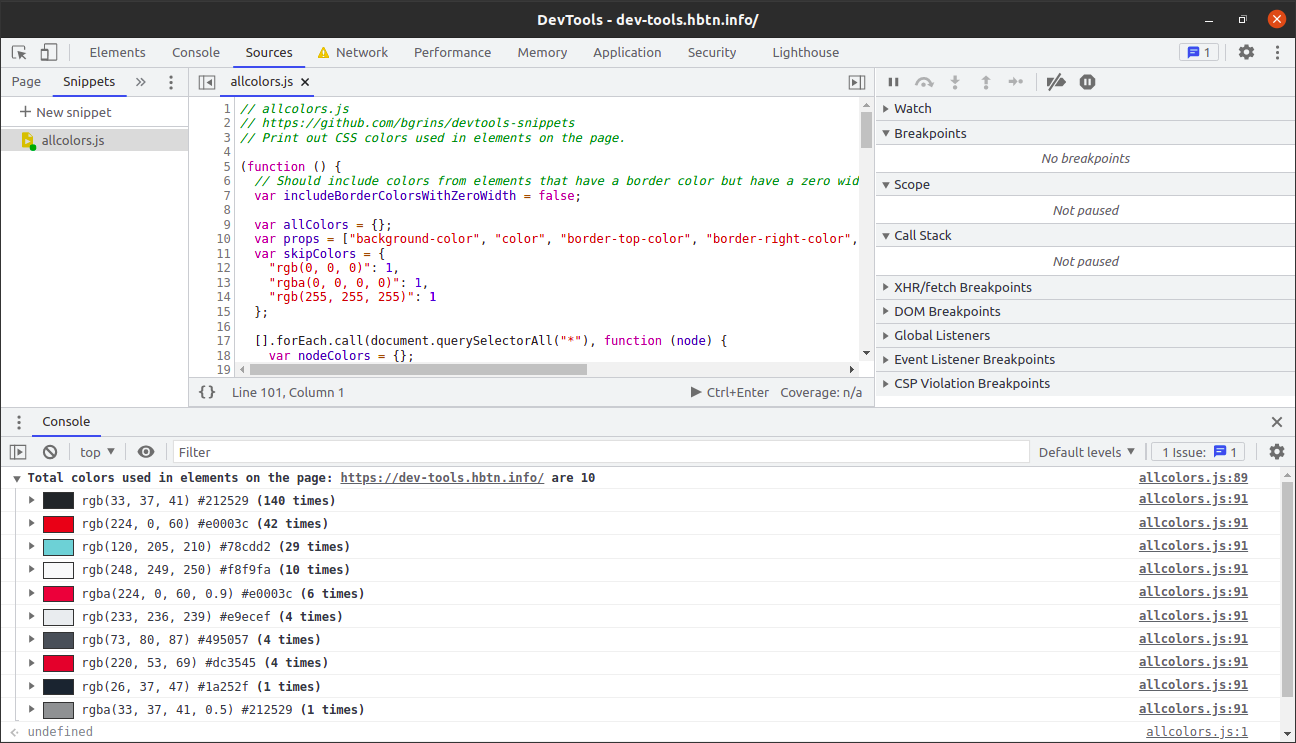 DevTools - dev-tools.hbtn.info/
Elements Console Sources Network Performance Memory Application Security Lighthouse 1
Page Snippets » allcolors.js
New snippet
allcolors.js
1 // allcolors.js
2 // https://github.com/bgrins/devtools-snippets
3 // Print out CSS colors used in elements on the page.
4
5 (function () {
6 // Should include colors from elements that have a border color but have a zero wid
7 var includeBorderColorsWithZeroWidth = false;
8
9 var allColors = {};
10 var props = ["background-color", "color", "border-top-color", "border-right-color",
11 var skipColors = {
12 "rgb(0, 0, 0)": 1,
13 "rgba(0, 0, 0, 0)": 1,
14 "rgb(255, 255, 255)": 1
15 };
16
17 [].forEach.call(document.querySelectorAll("*"), function (node) {
18 var nodeColors = {};
19
{} Line 101, Column 1 Ctrl+Enter Coverage: n/a
Watch
Breakpoints
No breakpoints
Scope
Not paused
Call Stack
Not paused
XHR/fetch Breakpoints
DOM Breakpoints
Global Listeners
Event Listener Breakpoints
CSP Violation Breakpoints
Console
top Filter Default levels 1 Issue: 1
Total colors used in elements on the page: https://dev-tools.hbtn.info/ are 10 allcolors.js:89
rgb(33, 37, 41) #212529 (140 times) allcolors.js:91
rgb(224, 0, 60) #e0003c (42 times) allcolors.js:91
rgb(120, 205, 210) #78cdd2 (29 times) allcolors.js:91
rgb(248, 249, 250) #f8f9fa (10 times) allcolors.js:91
rgba(224, 0, 60, 0.9) #e0003c (6 times) allcolors.js:91
rgb(233, 236, 239) #e9ecef (4 times) allcolors.js:91
rgb(73, 80, 87) #495057 (4 times) allcolors.js:91
rgb(220, 53, 69) #dc3545 (4 times) allcolors.js:91
rgb(26, 37, 47) #1a252f (1 times) allcolors.js:91
rgba(33, 37, 41, 0.5) #212529 (1 times) allcolors.js:91
undefined allcolors.js:1